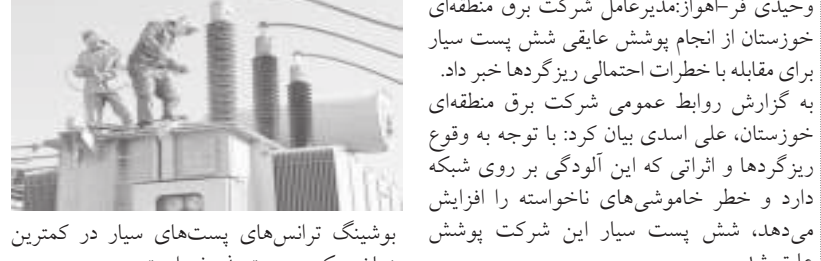 وحیدی فر-اهواز:مدیرعامل شرکت برق منطقه‌ای
خوزستان از انجام پوشش عایقی شش پست سیار
برای مقابله با خطرات احتمالی ریزگردها خبر داد.
به گزارش روابط عمومی شرکت برق منطقه‌ای
خوزستان، علی اسدی بیان کرد: با توجه به وقوع
ریزگردها و اثراتی که این آلودگی بر روی شبکه
دارد و خطر خاموشی‌های ناخواسته را افزایش
می‌دهد، شش پست سیار این شرکت پوشش
بوشینگ ترانس‌های پست‌های سیار در کمترین